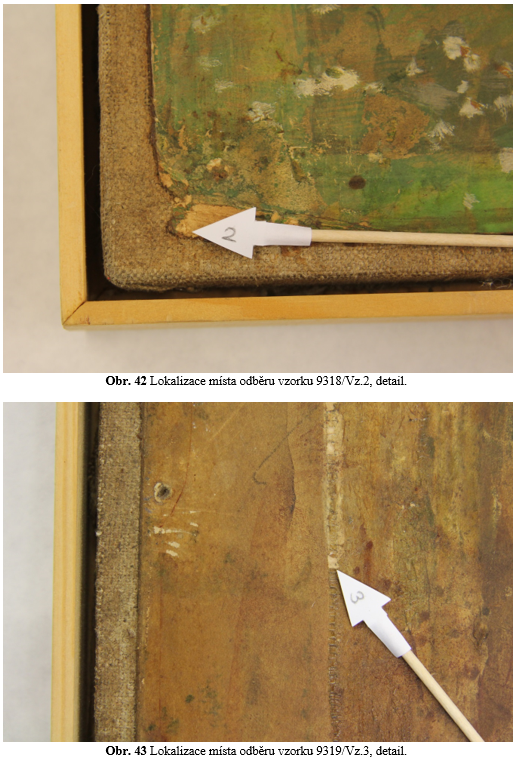 2
Obr. 42 Lokalizace místa odběru vzorku 9318/Vz.2, detail.
3
Obr. 43 Lokalizace místa odběru vzorku 9319/Vz.3, detail.